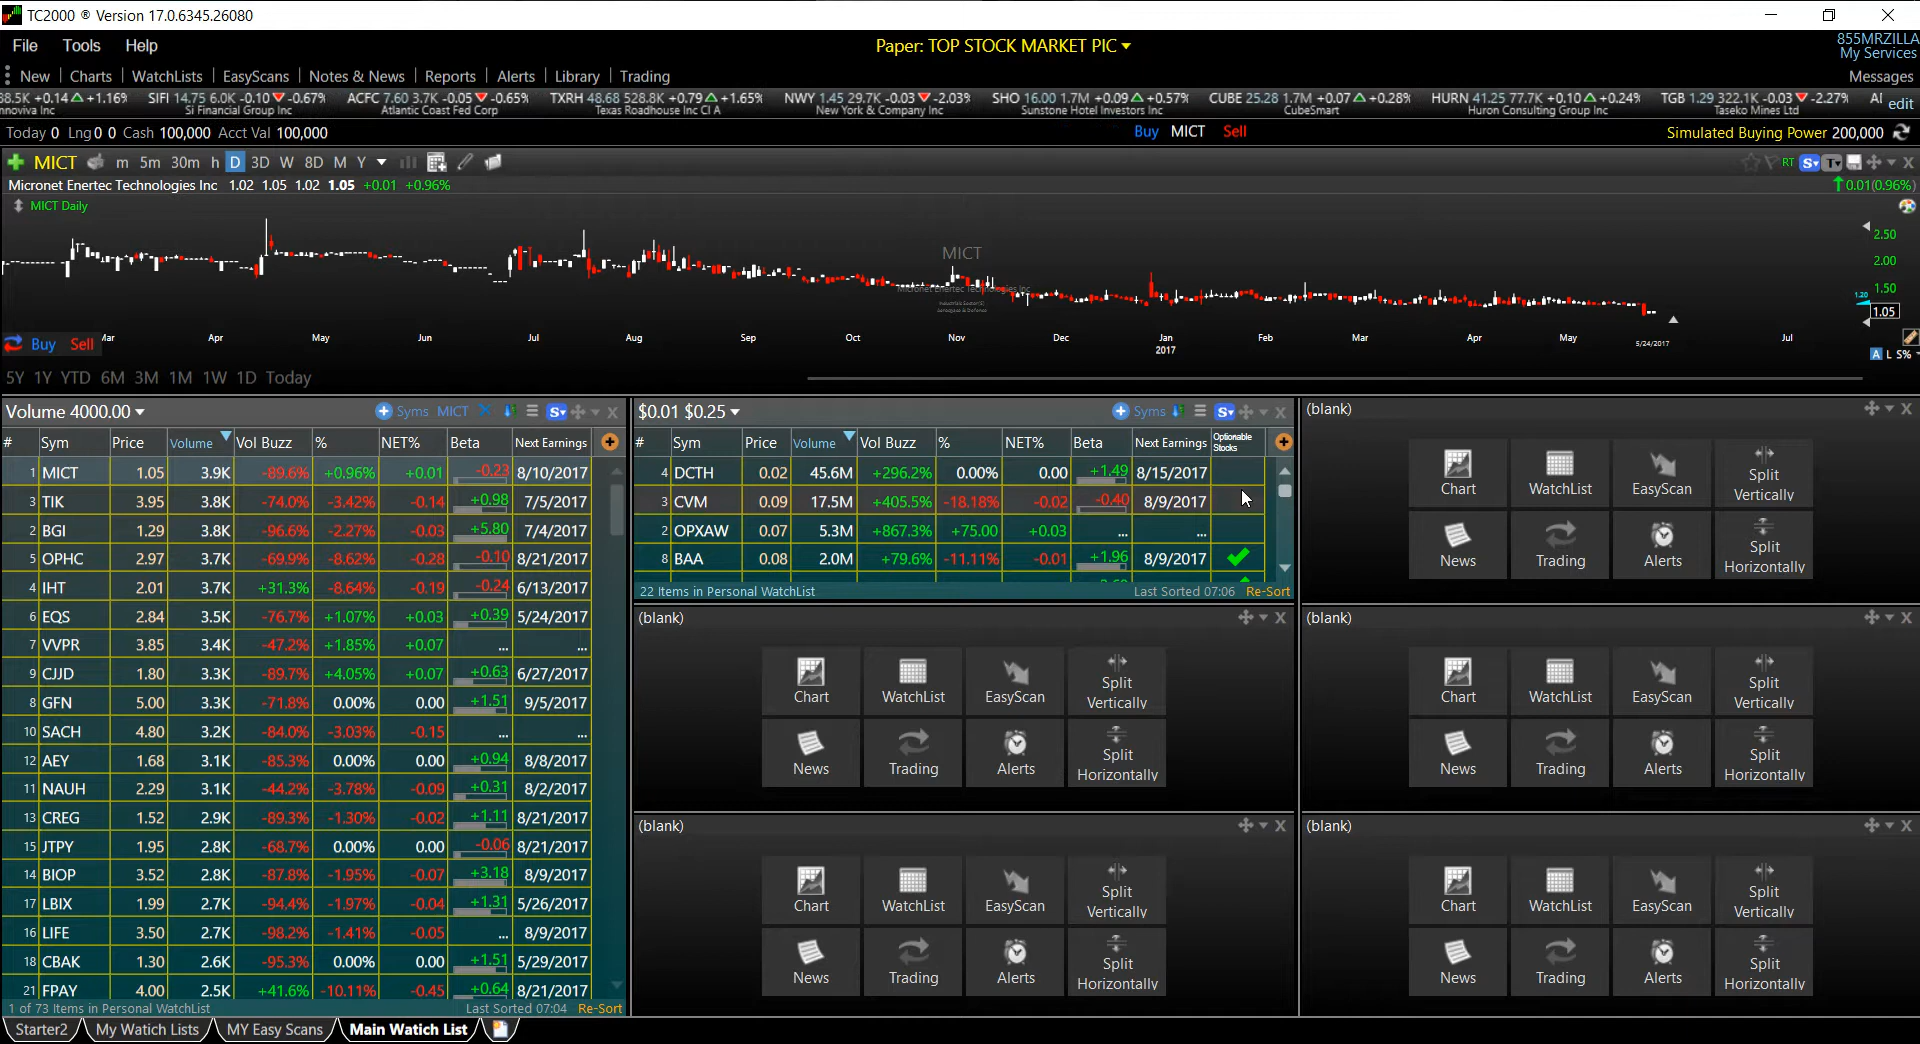 TC2000 ® Version 17.0.6345.26080
File Tools Help
Paper: TOP STOCK MARKET PIC
855MRZILLA
My Services
New Charts WatchLists EasyScans Notes & News Reports Alerts Library Trading
Messages
38.5K +0.14 +1.16% SIFI 14.75 6.0K -0.10 -0.67% ACFC 7.60 3.7K -0.05 -0.65% TXRH 48.68 528.8K +0.79 +1.65% NWY 1.45 29.7K -0.03 -2.03% SHO 16.00 1.7M +0.09 +0.57% CUBE 25.28 1.7M +0.07 +0.28% HURN 41.25 77.7K +0.10 +0.24% TGB 1.29 322.1K -0.03 -2.27% edit
nnoviva Inc Si Financial Group Inc Atlantic Coast Fed Corp Texas Roadhouse Inc Cl A New York & Company Inc Sunstone Hotel Investors Inc CubeSmart Huron Consulting Group Inc Taseko Mines Ltd
Today 0 Lng 0 0 Cash 100,000 Acct Val 100,000
Buy MICT Sell
Simulated Buying Power 200,000
MICT m 5m 30m h D 3D W 8D M Y
RT S T
Micronet Enertec Technologies Inc 1.02 1.05 1.02 1.05 +0.01 +0.96%
0.01(0.96%)
MICT Daily
MICT
Micronet Enertec Technologies Inc
2.50
2.00
1.50
1.20
1.05
Buy Sell
Mar Apr May Jun Jul Aug Sep Oct Nov Dec Jan Feb Mar Apr May 5/24/2017 Jul
2017
A L S%
5Y 1Y YTD 6M 3M 1M 1W 1D Today
Volume 4000.00
Syms MICT S
# Sym Price Volume Vol Buzz % NET% Beta Next Earnings
1 MICT 1.05 3.9K -89.6% +0.96% +0.01 -0.23 8/10/2017
3 TIK 3.95 3.8K -74.0% -3.42% -0.14 +0.98 7/5/2017
2 BGI 1.29 3.8K -96.6% -2.27% -0.03 +5.80 7/4/2017
5 OPHC 2.97 3.7K -69.9% -8.62% -0.28 -0.10 8/21/2017
4 IHT 2.01 3.7K +31.3% -8.64% -0.19 -0.24 6/13/2017
6 EQS 2.84 3.5K -76.7% +1.07% +0.03 +0.39 5/24/2017
7 VVPR 3.85 3.4K -47.2% +1.85% +0.07 ... ...
9 CJJD 1.80 3.3K -89.7% +4.05% +0.07 +0.63 6/27/2017
8 GFN 5.00 3.3K -71.8% 0.00% 0.00 +1.51 9/5/2017
10 SACH 4.80 3.2K -84.0% -3.03% -0.15 ... ...
12 AEY 1.68 3.1K -85.3% 0.00% 0.00 +0.94 8/8/2017
11 NAUH 2.29 3.1K -44.2% -3.78% -0.09 +0.31 8/2/2017
13 CREG 1.52 2.9K -89.3% -1.30% -0.02 +1.11 8/21/2017
15 JTPY 1.95 2.8K -68.7% 0.00% 0.00 -0.06 8/21/2017
14 BIOP 3.52 2.8K -87.8% -1.95% -0.07 +3.18 8/9/2017
17 LBIX 1.99 2.7K -94.4% -1.97% -0.04 +1.31 5/26/2017
16 LIFE 3.50 2.7K -98.2% -1.41% -0.05 ... 8/9/2017
18 CBAK 1.30 2.6K -95.3% 0.00% 0.00 +1.51 5/29/2017
21 FPAY 4.00 2.5K +41.6% -10.11% -0.45 +0.64 8/21/2017
1 of 73 Items in Personal WatchList Last Sorted 07:04 Re-Sort
$0.01 $0.25
Syms S
# Sym Price Volume Vol Buzz % NET% Beta Next Earnings Optionable Stocks
4 DCTH 0.02 45.6M +296.2% 0.00% 0.00 +1.49 8/15/2017
3 CVM 0.09 17.5M +405.5% -18.18% -0.02 -0.40 8/9/2017
2 OPXAW 0.07 5.3M +867.3% +75.00 +0.03 ... ...
8 BAA 0.08 2.0M +79.6% -11.11% -0.01 +1.96 8/9/2017
22 Items in Personal WatchList Last Sorted 07:06 Re-Sort
(blank)
Chart WatchList EasyScan Split Vertically
News Trading Alerts Split Horizontally
(blank)
Chart WatchList EasyScan Split Vertically
News Trading Alerts Split Horizontally
(blank)
Chart WatchList EasyScan Split Vertically
News Trading Alerts Split Horizontally
(blank)
Chart WatchList EasyScan Split Vertically
News Trading Alerts Split Horizontally
(blank)
Chart WatchList EasyScan Split Vertically
News Trading Alerts Split Horizontally
Starter2 My Watich Lists MY Easy Scans Main Watich List